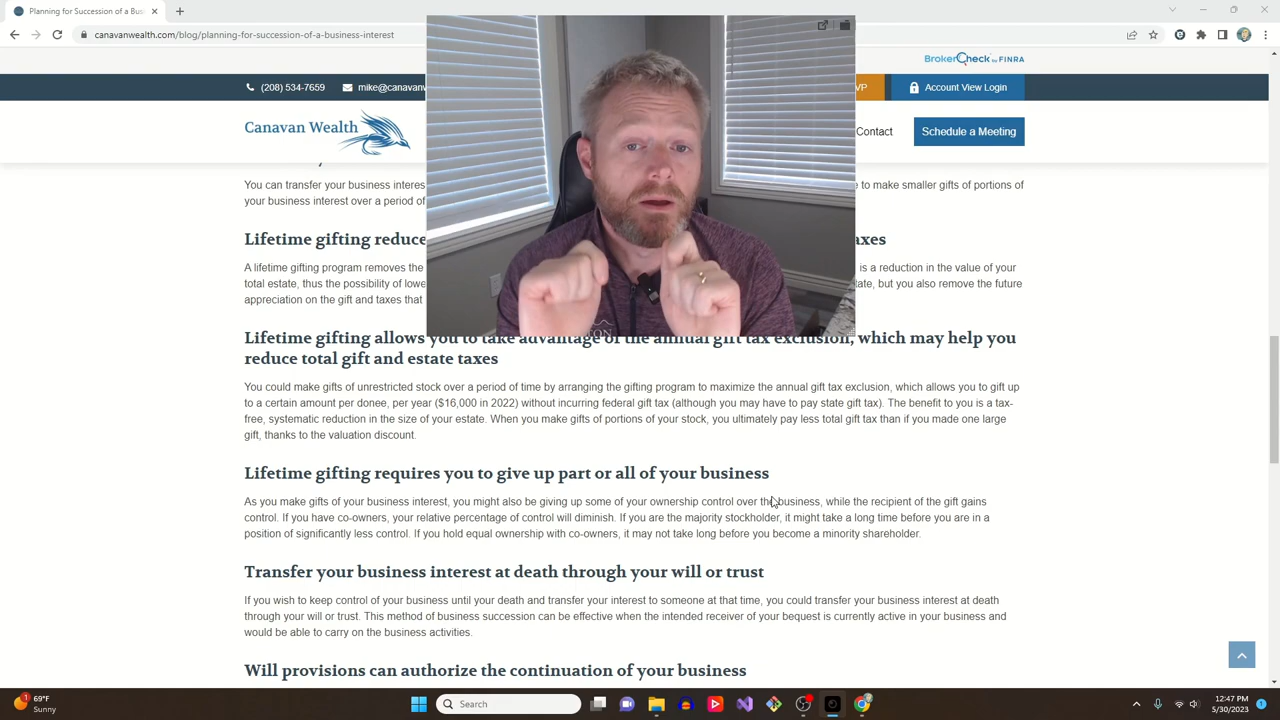 Planning for Succession of a Bus
canavanwealth.com/blog/planning-for-succession-of-a-business-interest
BrokerCheck by FINRA
(208) 534-7659
mike@canavanw
VP
Account View Login
Canavan Wealth
Contact
Schedule a Meeting
You can transfer your business interes
e to make smaller gifts of portions of
your business interest over a period of
Lifetime gifting reduce
axes
A lifetime gifting program removes the
is a reduction in the value of your
total estate, thus the possibility of lowe
ate, but you also remove the future
appreciation on the gift and taxes that
TON
Lifetime gifting allows you to take advantage of the annual gift tax exclusion, which may help you
reduce total gift and estate taxes
You could make gifts of unrestricted stock over a period of time by arranging the gifting program to maximize the annual gift tax exclusion, which allows you to gift up
to a certain amount per donee, per year ($16,000 in 2022) without incurring federal gift tax (although you may have to pay state gift tax). The benefit to you is a tax-
free, systematic reduction in the size of your estate. When you make gifts of portions of your stock, you ultimately pay less total gift tax than if you made one large
gift, thanks to the valuation discount.
Lifetime gifting requires you to give up part or all of your business
As you make gifts of your business interest, you might also be giving up some of your ownership control over the business, while the recipient of the gift gains
control. If you have co-owners, your relative percentage of control will diminish. If you are the majority stockholder, it might take a long time before you are in a
position of significantly less control. If you hold equal ownership with co-owners, it may not take long before you become a minority shareholder.
Transfer your business interest at death through your will or trust
If you wish to keep control of your business until your death and transfer your interest to someone at that time, you could transfer your business interest at death
through your will or trust. This method of business succession can be effective when the intended receiver of your bequest is currently active in your business and
would be able to carry on the business activities.
Will provisions can authorize the continuation of your business
1
69°F
Sunny
Search
12:47 PM
5/30/2023
1